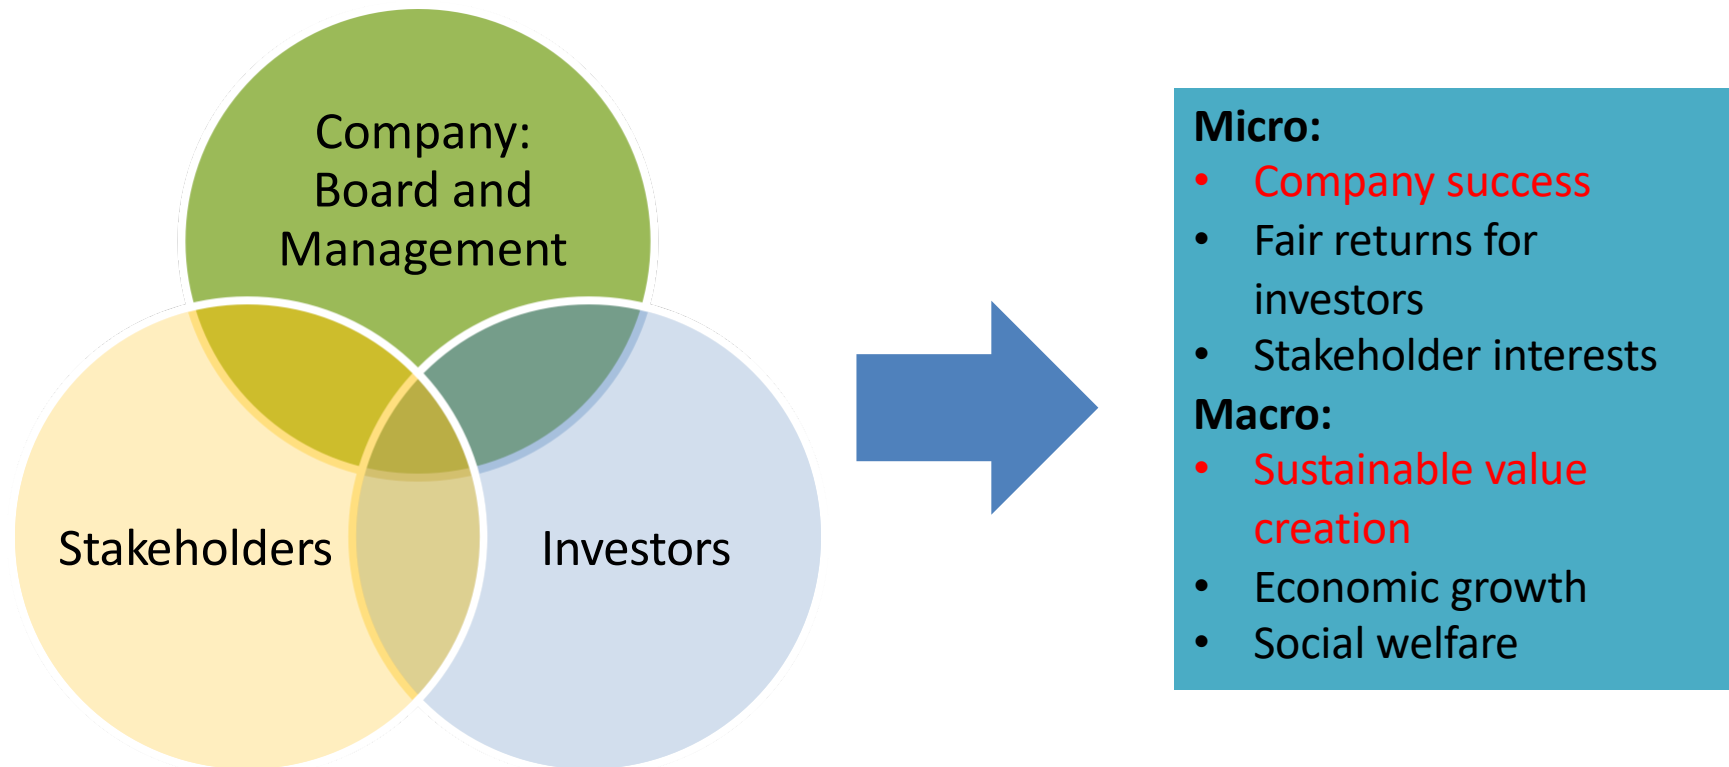 Company:
Board and
Management
Stakeholders
Investors
Micro:
• Company success
• Fair returns for
investors
• Stakeholder interests
Macro:
• Sustainable value
creation
• Economic growth
• Social welfare